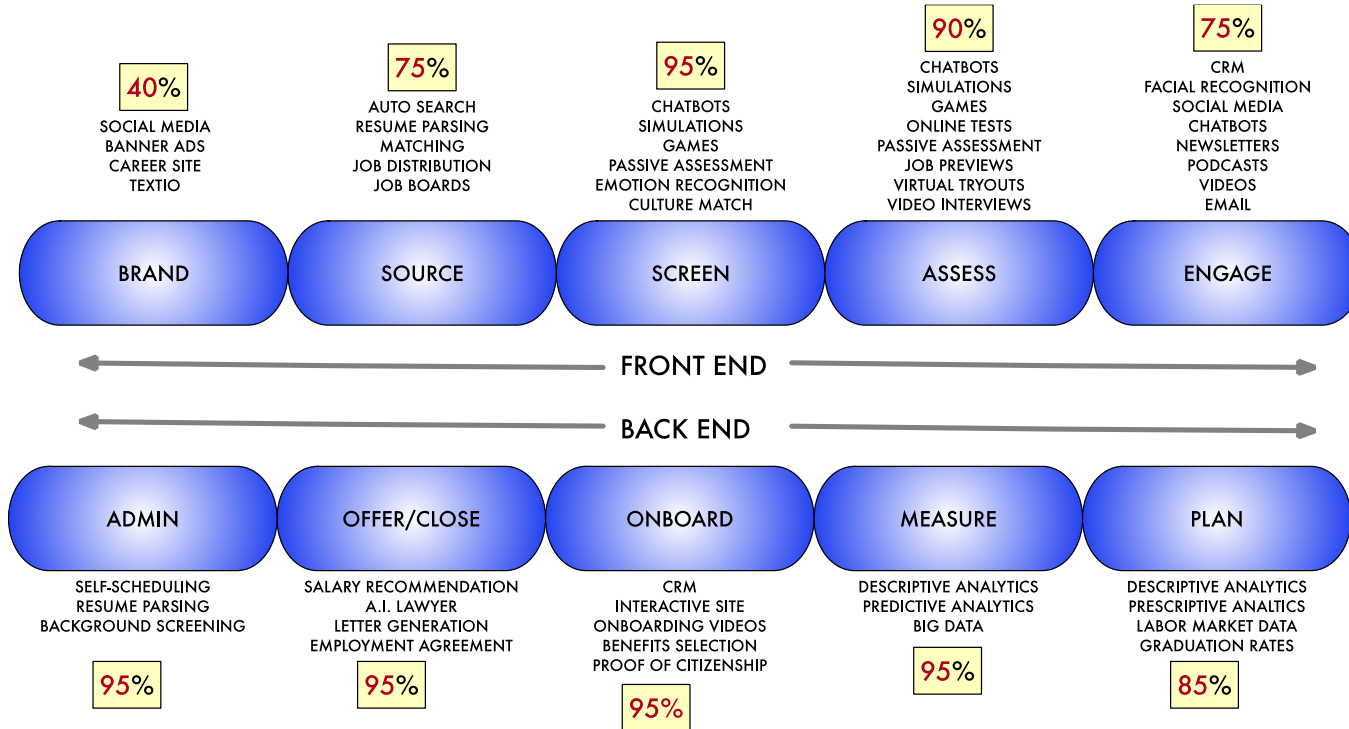 40%
SOCIAL MEDIA
BANNER ADS
CAREER SITE
TEXTIO
BRAND
75%
AUTO SEARCH
RESUME PARSING
MATCHING
JOB DISTRIBUTION
JOB BOARDS
SOURCE
95%
CHATBOTS
SIMULATIONS
GAMES
PASSIVE ASSESSMENT
EMOTION RECOGNITION
CULTURE MATCH
SCREEN
90%
CHATBOTS
SIMULATIONS
GAMES
ONLINE TESTS
PASSIVE ASSESSMENT
JOB PREVIEWS
VIRTUAL TRYOUTS
VIDEO INTERVIEWS
ASSESS
75%
CRM
FACIAL RECOGNITION
SOCIAL MEDIA
CHATBOTS
NEWSLETTERS
PODCASTS
VIDEOS
EMAIL
ENGAGE
FRONT END
BACK END
ADMIN
SELF-SCHEDULING
RESUME PARSING
BACKGROUND SCREENING
95%
OFFER/CLOSE
SALARY RECOMMENDATION
A.I. LAWYER
LETTER GENERATION
EMPLOYMENT AGREEMENT
95%
ONBOARD
CRM
INTERACTIVE SITE
ONBOARDING VIDEOS
BENEFITS SELECTION
PROOF OF CITIZENSHIP
95%
MEASURE
DESCRIPTIVE ANALYTICS
PREDICTIVE ANALYTICS
BIG DATA
95%
PLAN
DESCRIPTIVE ANALYTICS
PRESCRIPTIVE ANALTICS
LABOR MARKET DATA
GRADUATION RATES
85%